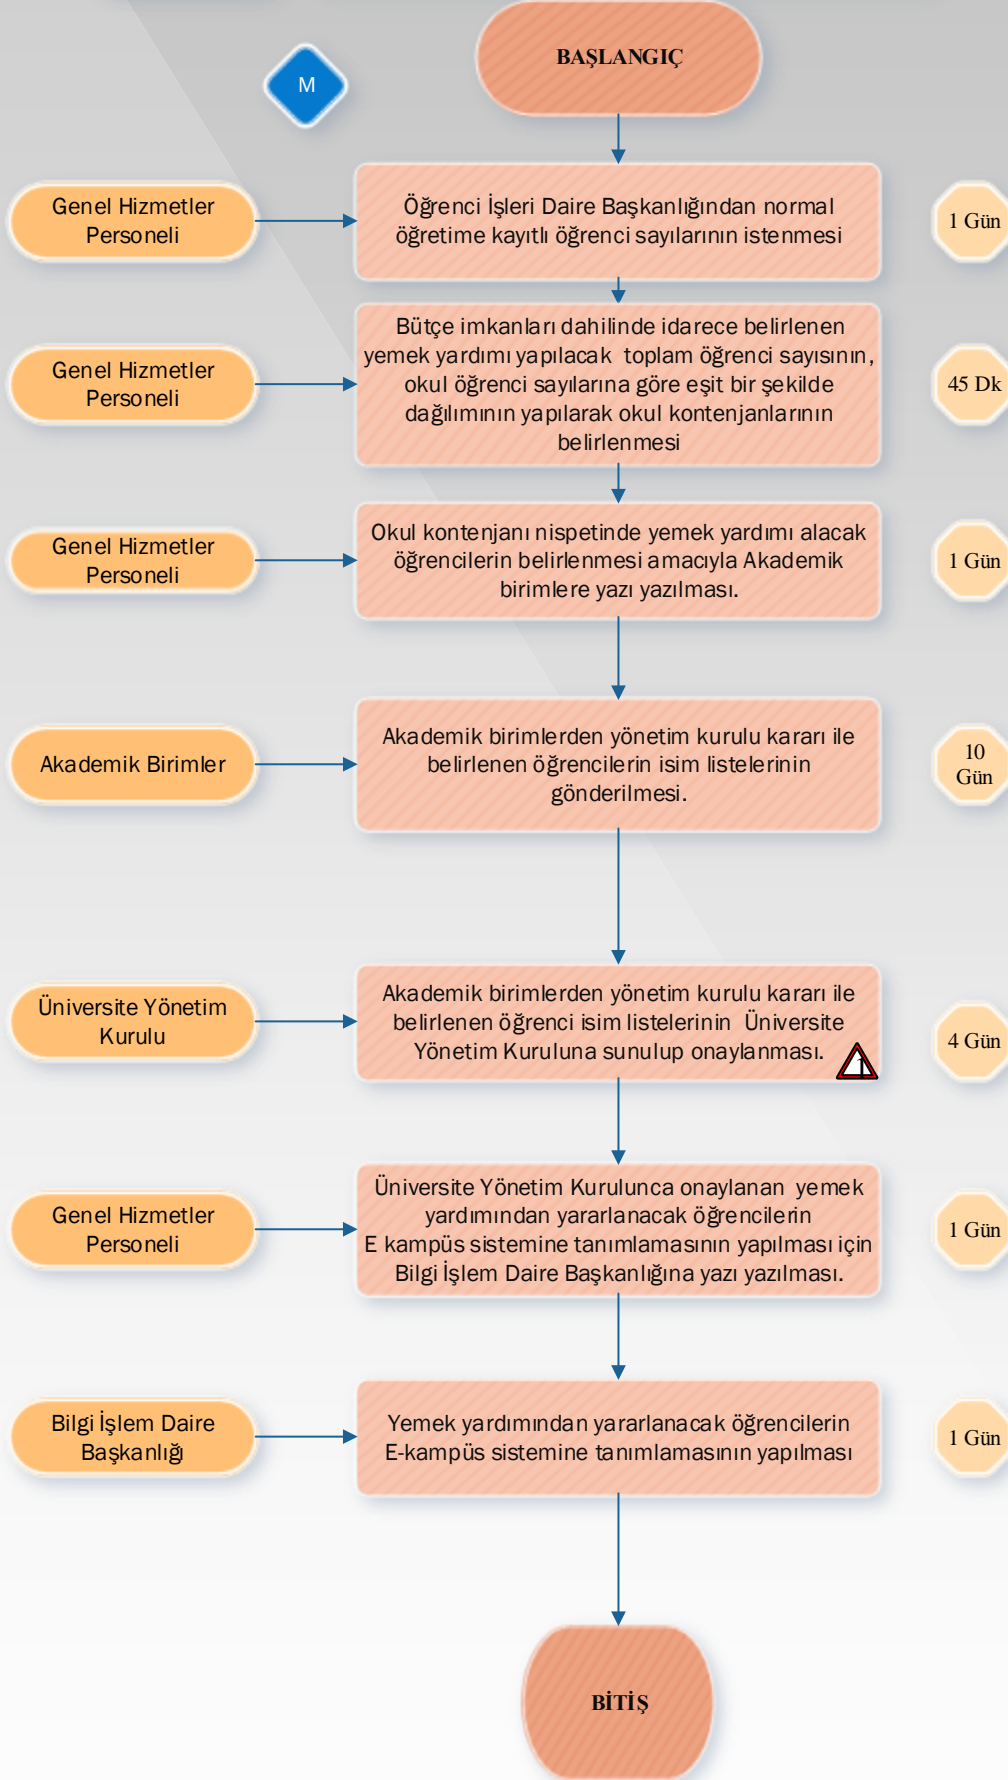 BAŞLANGIÇ
M
Genel Hizmetler
Personeli
Öğrenci İşleri Daire Başkanlığından normal
öğretime kayıtlı öğrenci sayılarının istenmesi
1 Gün
Genel Hizmetler
Personeli
Bütçe imkanları dahilinde idarece belirlenen
yemek yardımı yapılacak toplam öğrenci sayısının,
okul öğrenci sayılarına göre eşit bir şekilde
dağılımının yapılarak okul kontenjanlarının
belirlenmesi
45 Dk
Genel Hizmetler
Personeli
Okul kontenjanı nispetinde yemek yardımı alacak
öğrencilerin belirlenmesi amacıyla Akademik
birimlere yazı yazılması.
1 Gün
Akademik Birimler
Akademik birimlerden yönetim kurulu kararı ile
belirlenen öğrencilerin isim listelerinin
gönderilmesi.
10
Gün
Üniversite Yönetim
Kurulu
Akademik birimlerden yönetim kurulu kararı ile
belirlenen öğrenci isim listelerinin Üniversite
Yönetim Kuruluna sunulup onaylanması.
1
4 Gün
Genel Hizmetler
Personeli
Üniversite Yönetim Kurulunca onaylanan yemek
yardımından yararlanacak öğrencilerin
E kampüs sistemine tanımlamasının yapılması için
Bilgi İşlem Daire Başkanlığına yazı yazılması.
1 Gün
Bilgi İşlem Daire
Başkanlığı
Yemek yardımından yararlanacak öğrencilerin
E-kampüs sistemine tanımlamasının yapılması
1 Gün
BİTİŞ